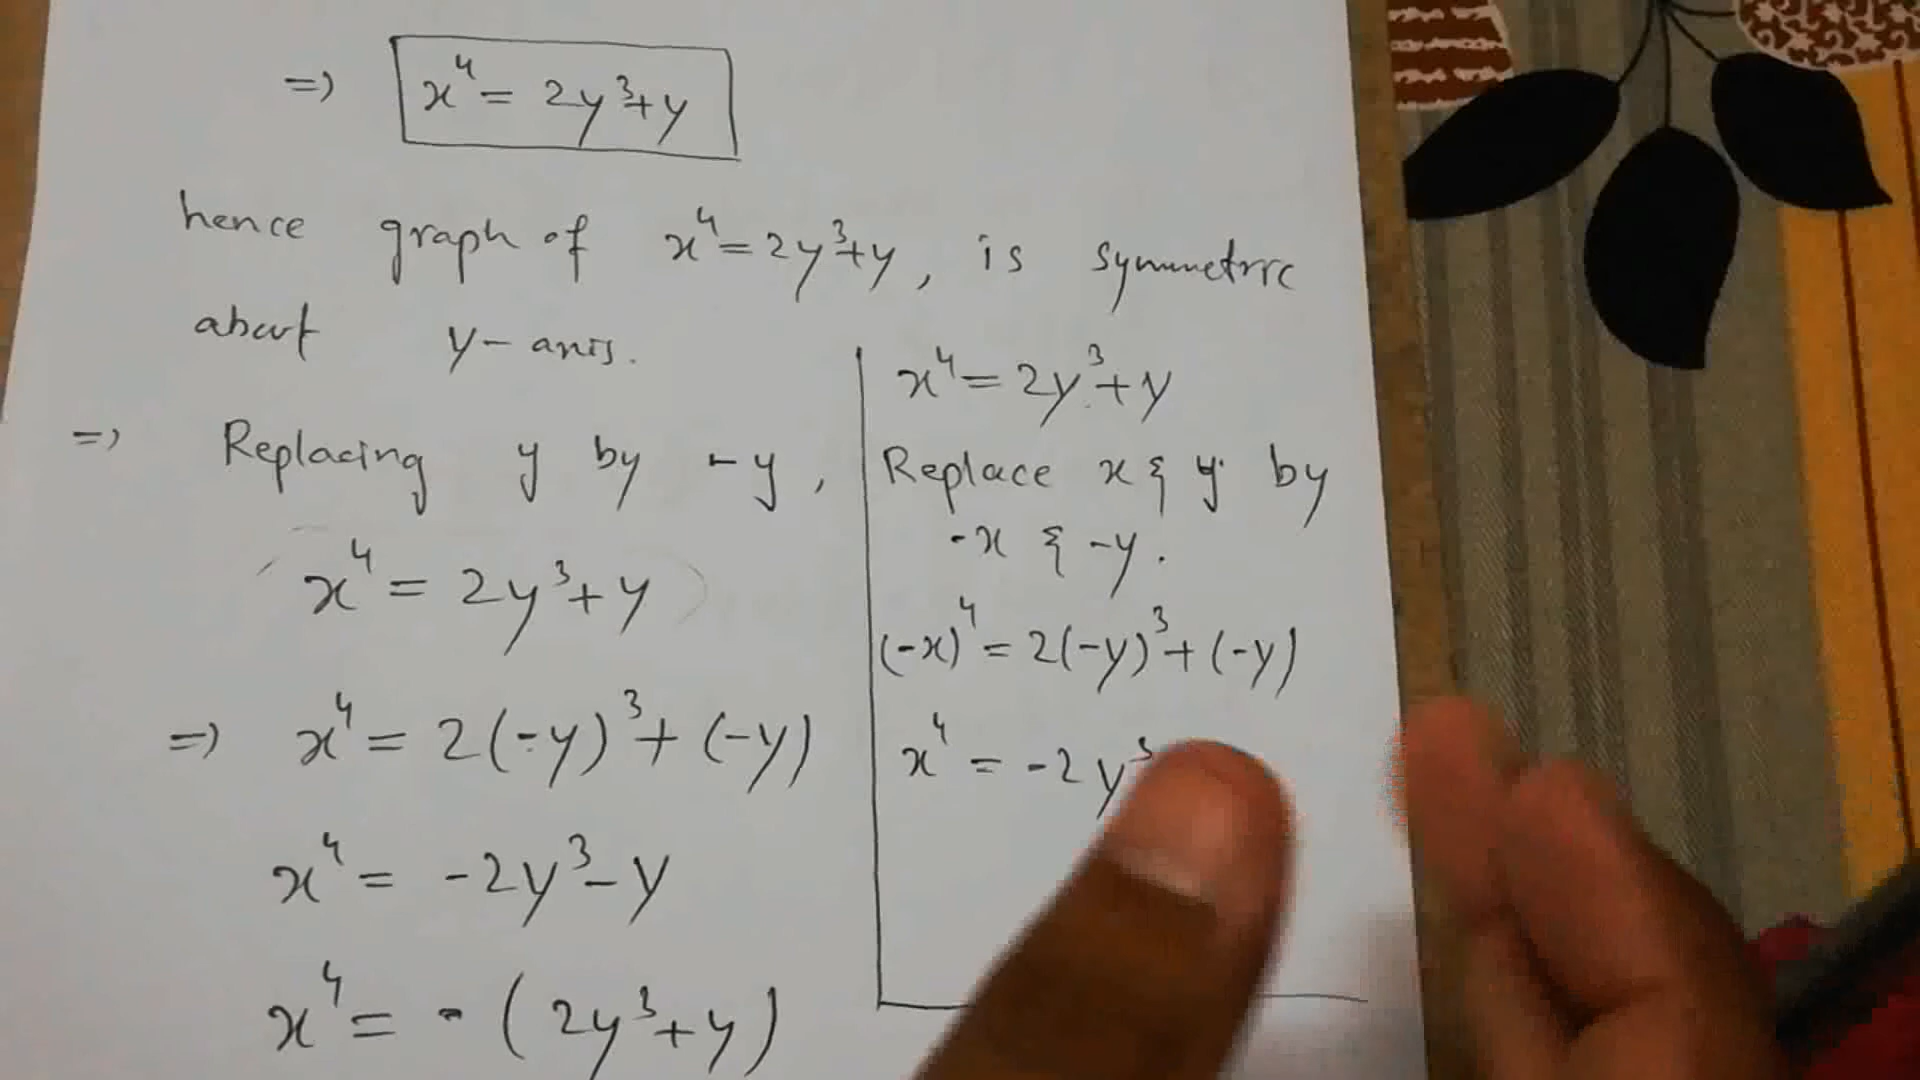 => x⁴ = 2y³+y
hence graph of x⁴=2y³+y, is symmetric
about y-axis.
=> Replacing y by -y,
x⁴ = 2y³+y
=> x⁴ = 2(-y)³+(-y)
x⁴ = -2y³-y
x⁴ = -(2y³+y)
x⁴=2y³+y
Replace x & y by
-x & -y.
(-x)⁴=2(-y)³+(-y)
x⁴ = -2y³